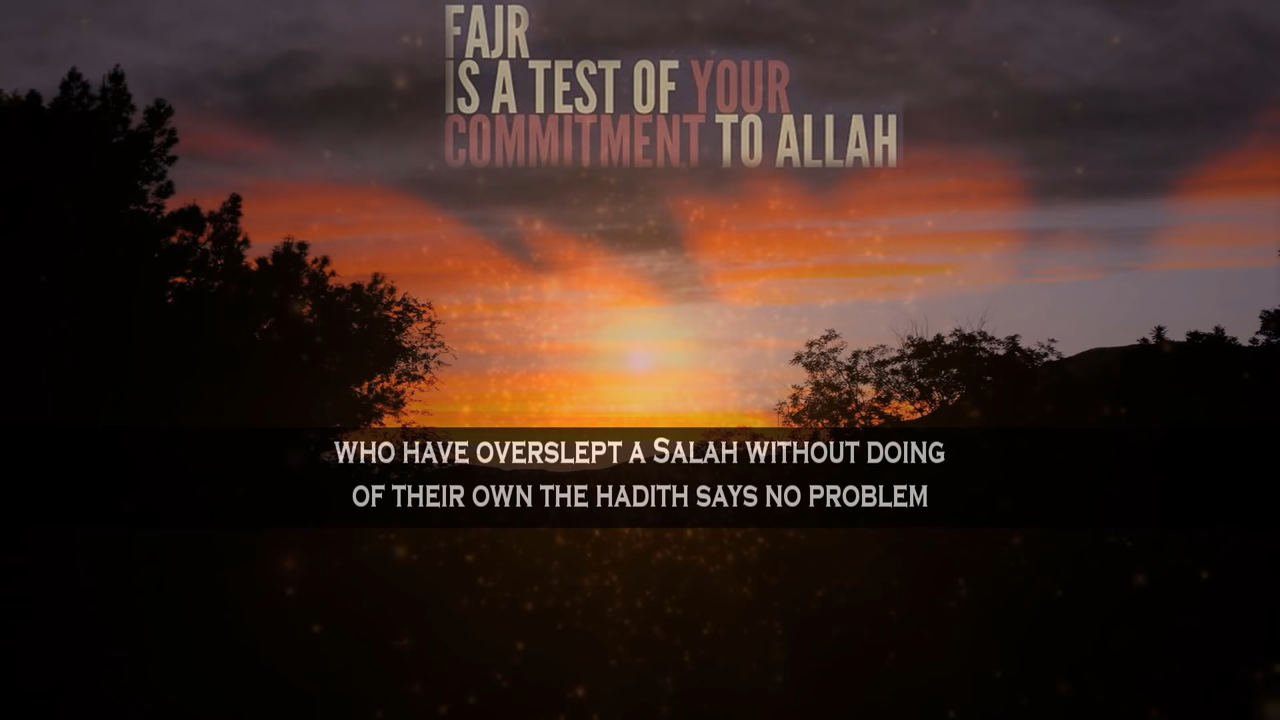 FAJR
IS A TEST OF YOUR
COMMITMENT TO ALLAH
WHO HAVE OVERSLEPT A SALAH WITHOUT DOING
OF THEIR OWN THE HADITH SAYS NO PROBLEM